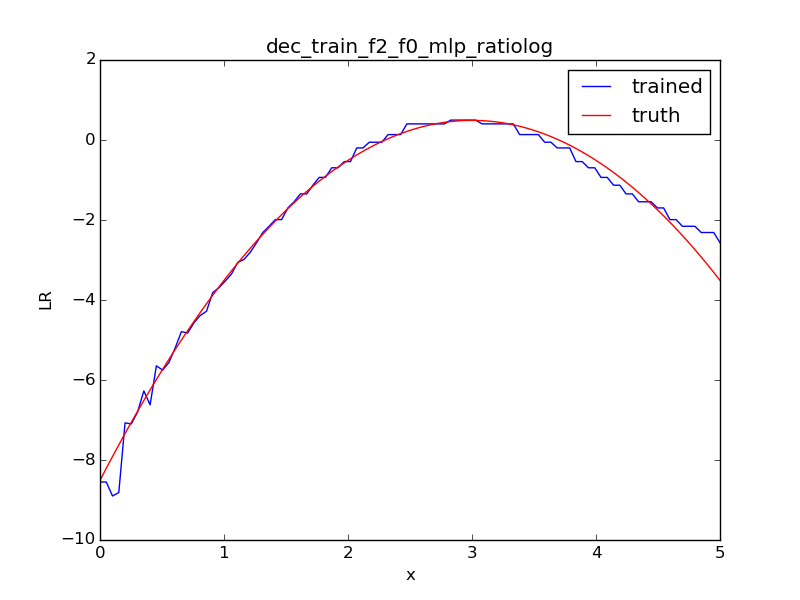 dec_train_f2_f0_mlp_ratiolog
trained
truth
2
0
−2
−4
−6
−8
−10
LR
0 1 2 3 4 5
x